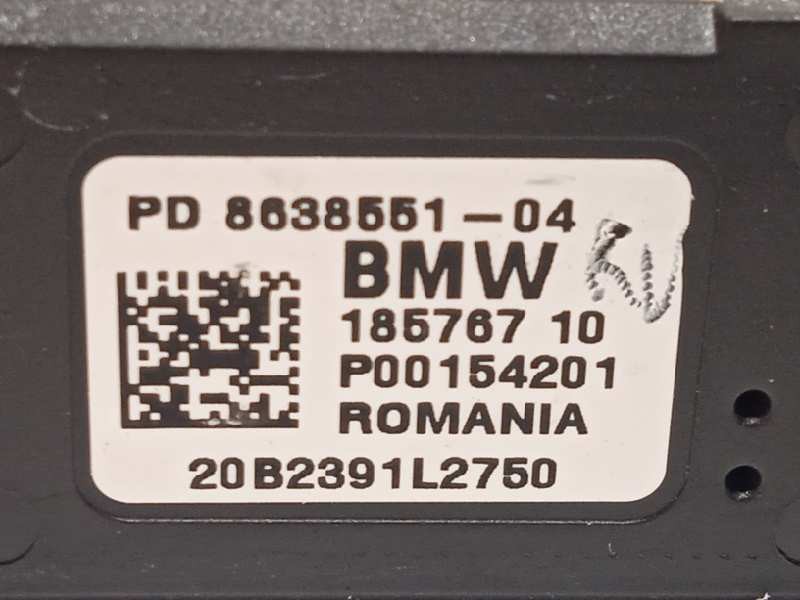 PD 8638551-04
BMW
185767 10
P00154201
ROMANIA
20B2391L2750